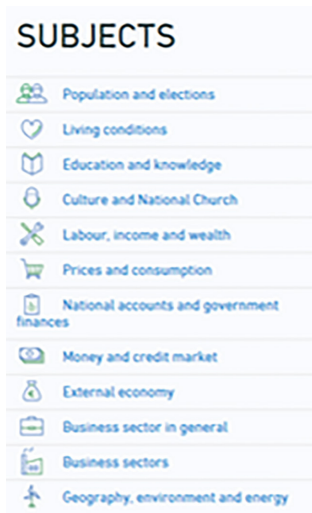 SUBJECTS
Population and elections
Living conditions
Education and knowledge
Culture and National Church
Labour, income and wealth
Prices and consumption
National accounts and government
finances
Money and credit market
External economy
Business sector in general
Business sectors
Geography, environment and energy